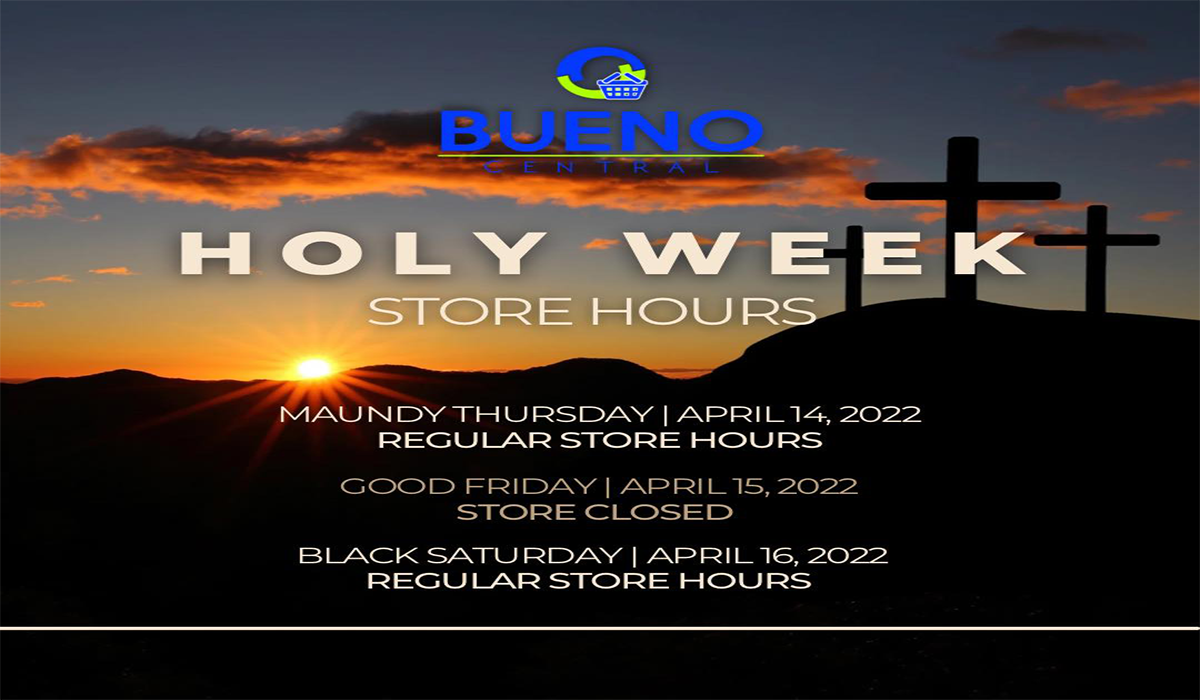 BUENO
CENTRAL
HOLY WEEK
STORE HOURS
MAUNDY THURSDAY | APRIL 14, 2022
REGULAR STORE HOURS
GOOD FRIDAY | APRIL 15, 2022
STORE CLOSED
BLACK SATURDAY | APRIL 16, 2022
REGULAR STORE HOURS